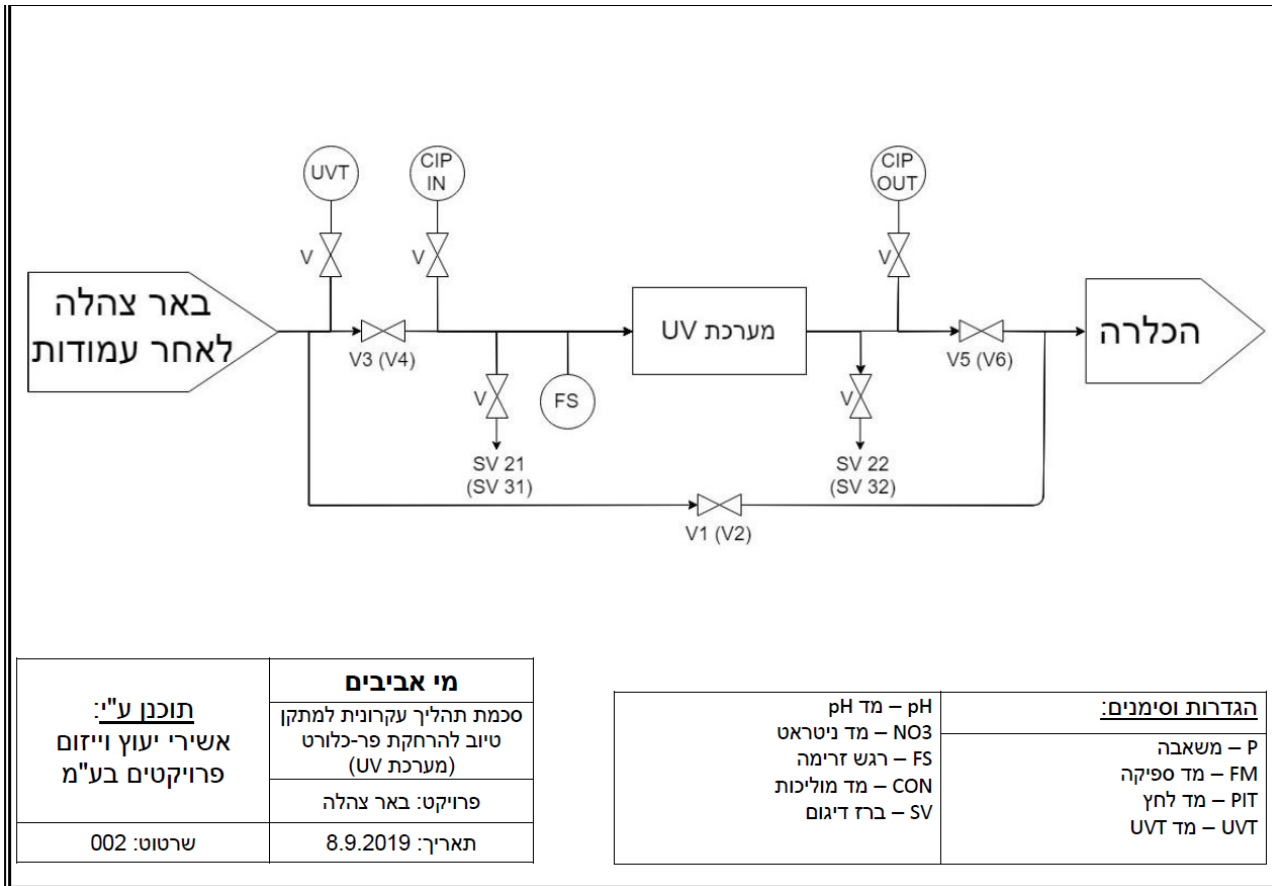 UVT
CIP
IN
CIP
OUT
V
V
V
באר צהלה
לאחר עמודות
V3 (V4)
מערכת UV
V5 (V6)
הכלרה
V
FS
V
SV 21
(SV 31)
SV 22
(SV 32)
V1 (V2)
מי אביבים
סכמת תהליך עקרונית למתקן
טיוב להרחקת פר-כלורט
(מערכת UV)
פרויקט: באר צהלה
תאריך: 8.9.2019
תוכנן ע"י:
אשירי יעוץ וייזום
פרויקטים בע"מ
שרטוט: 002
הגדרות וסימנים:
P – משאבה
FM – מד ספיקה
PIT – מד לחץ
UVT – מד UVT
pH – מד pH
NO3 – מד ניטראט
FS – רגש זרימה
CON – מד מוליכות
SV – ברז דיגום